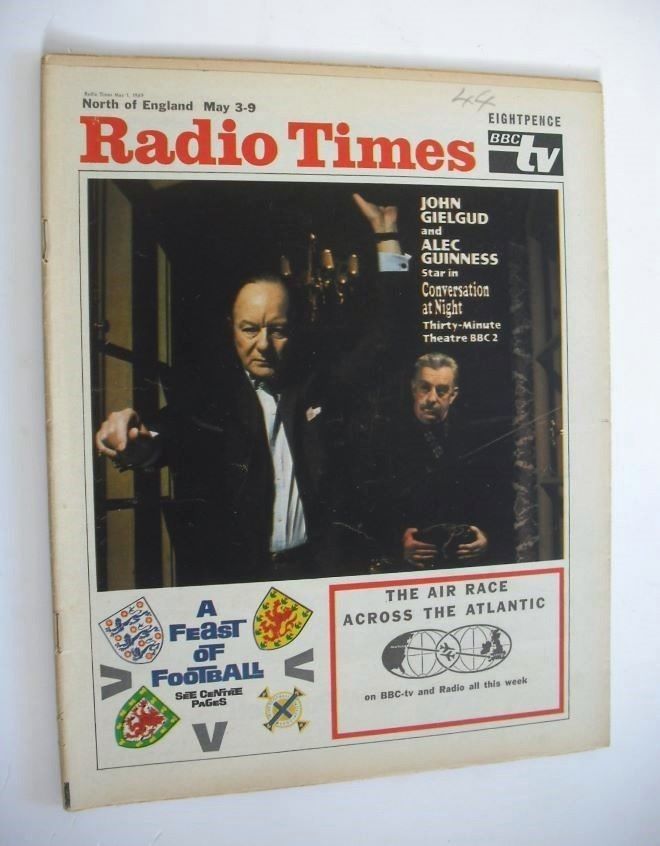 Radio Times May 1, 1969
North of England May 3-9
44
EIGHTPENCE
Radio Times
BBC
tv
JOHN
GIELGUD
and
ALEC
GUINNESS
Star in
Conversation
at Night
Thirty-Minute
Theatre BBC 2
A
FEAST
OF
FOOTBALL
SEE CENTRE
PAGES
V
V
V
THE AIR RACE
ACROSS THE ATLANTIC
on BBC-tv and Radio all this week